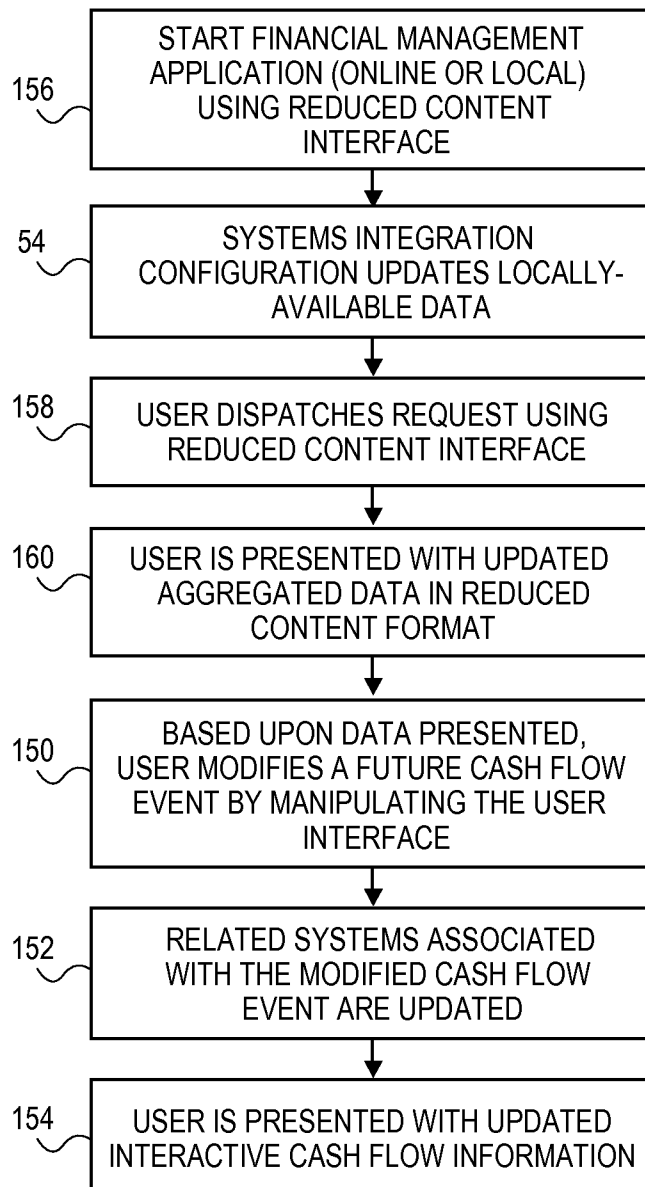 START FINANCIAL MANAGEMENT
APPLICATION (ONLINE OR LOCAL)
USING REDUCED CONTENT
INTERFACE
156
SYSTEMS INTEGRATION
CONFIGURATION UPDATES LOCALLY-
AVAILABLE DATA
54
USER DISPATCHES REQUEST USING
REDUCED CONTENT INTERFACE
158
USER IS PRESENTED WITH UPDATED
AGGREGATED DATA IN REDUCED
CONTENT FORMAT
160
BASED UPON DATA PRESENTED,
USER MODIFIES A FUTURE CASH FLOW
EVENT BY MANIPULATING THE USER
INTERFACE
150
RELATED SYSTEMS ASSOCIATED
WITH THE MODIFIED CASH FLOW
EVENT ARE UPDATED
152
USER IS PRESENTED WITH UPDATED
INTERACTIVE CASH FLOW INFORMATION
154